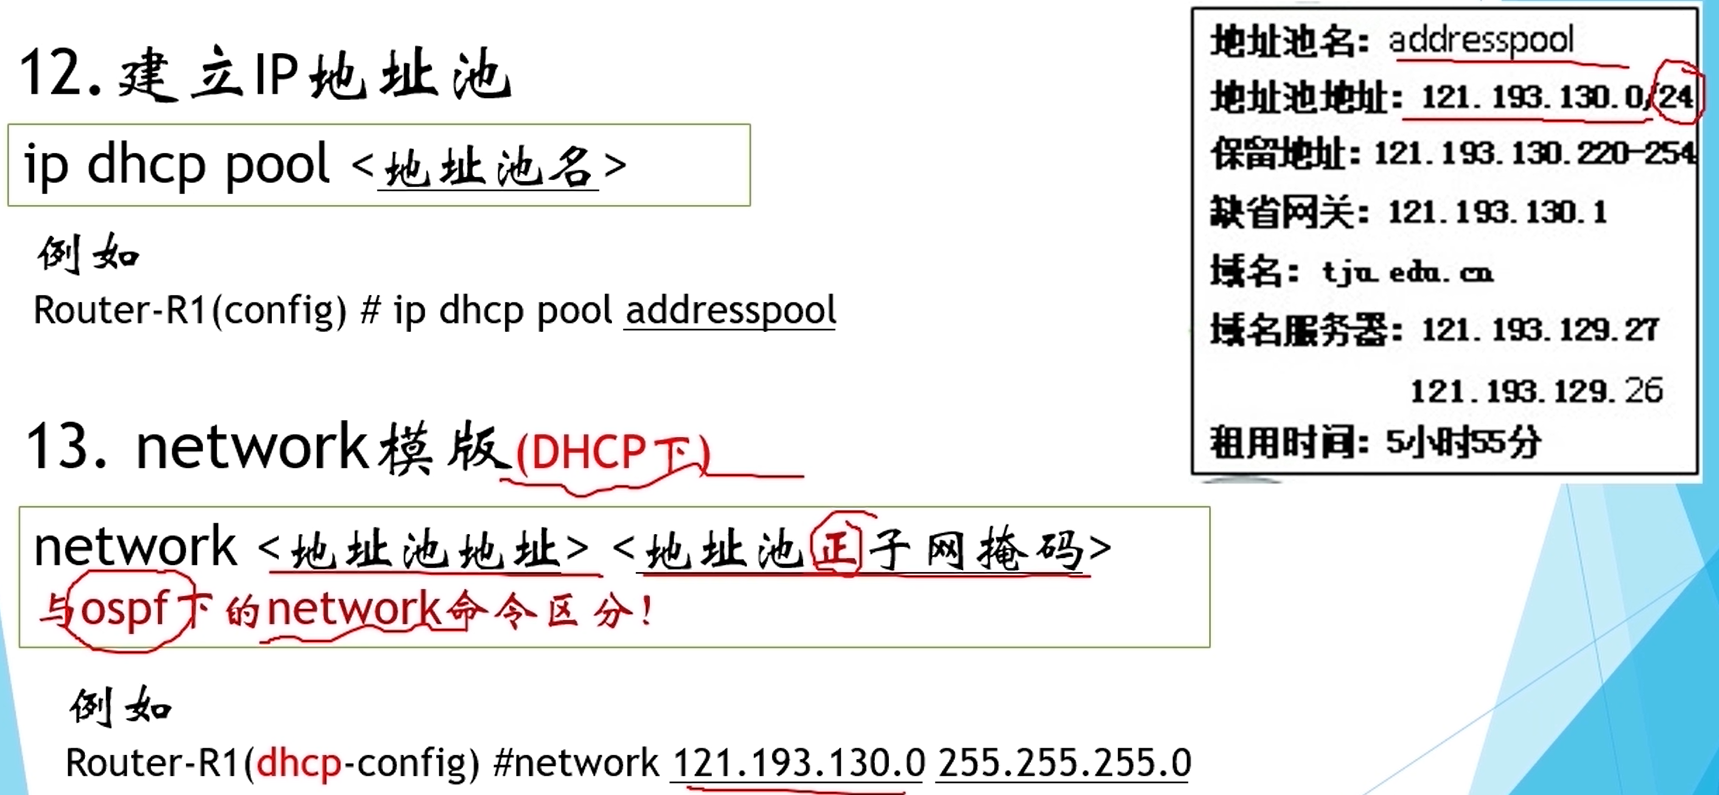 12.建立IP地址池
ip dhcp pool <地址池名>
例如
Router-R1(config) # ip dhcp pool addresspool
13. network模版(DHCP下)
network <地址池地址> <地址池正子网掩码>
与ospf下的network命令区分！
例如
Router-R1(dhcp-config) #network 121.193.130.0 255.255.255.0
地址池名：addresspool
地址池地址：121.193.130.0/24
保留地址：121.193.130.220-254
缺省网关：121.193.130.1
域名：tju.edu.cn
域名服务器：121.193.129.27
121.193.129.26
租用时间：5小时55分